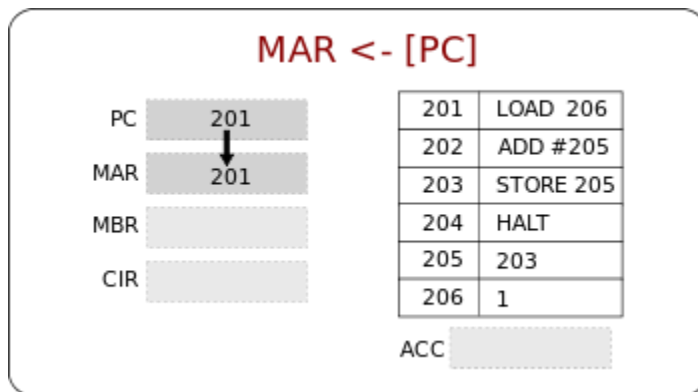 MAR <- [PC]
PC 201
MAR 201
MBR
CIR
201 LOAD 206
202 ADD #205
203 STORE 205
204 HALT
205 203
206 1
ACC